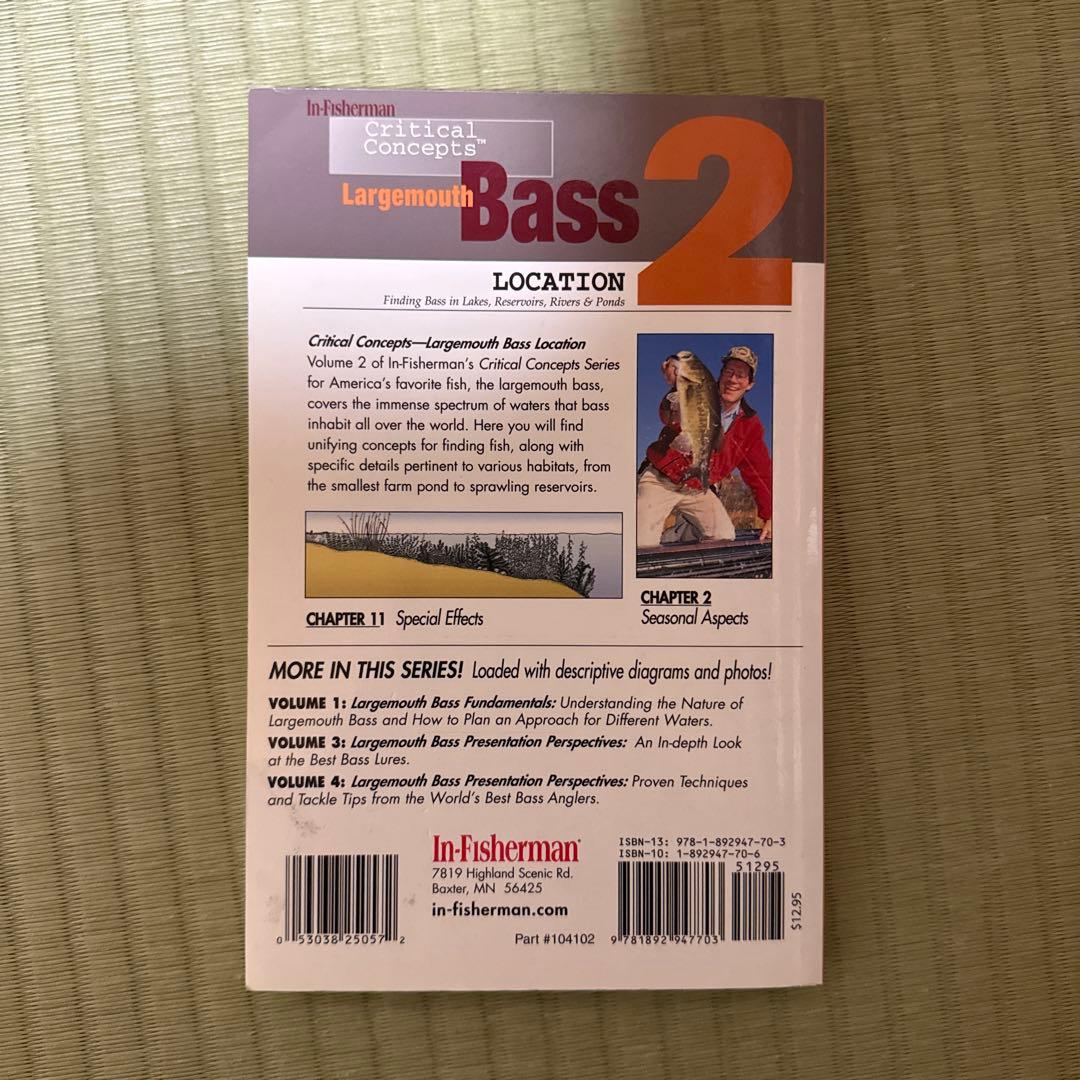 In-Fisherman
Critical
Concepts™
Largemouth Bass 2
LOCATION
Finding Bass in Lakes, Reservoirs, Rivers & Ponds
Critical Concepts—Largemouth Bass Location
Volume 2 of In-Fisherman's Critical Concepts Series
for America's favorite fish, the largemouth bass,
covers the immense spectrum of waters that bass
inhabit all over the world. Here you will find
unifying concepts for finding fish, along with
specific details pertinent to various habitats, from
the smallest farm pond to sprawling reservoirs.
CHAPTER 11 Special Effects
CHAPTER 2
Seasonal Aspects
MORE IN THIS SERIES! Loaded with descriptive diagrams and photos!
VOLUME 1: Largemouth Bass Fundamentals: Understanding the Nature of
Largemouth Bass and How to Plan an Approach for Different Waters.
VOLUME 3: Largemouth Bass Presentation Perspectives: An In-depth Look
at the Best Bass Lures.
VOLUME 4: Largemouth Bass Presentation Perspectives: Proven Techniques
and Tackle Tips from the World's Best Bass Anglers.
0 53038 25057 2
In-Fisherman®
7819 Highland Scenic Rd.
Baxter, MN 56425
in-fisherman.com
Part #104102
ISBN-13: 978-1-892947-70-3
ISBN-10: 1-892947-70-6
51295
9 781892 947703
$12.95